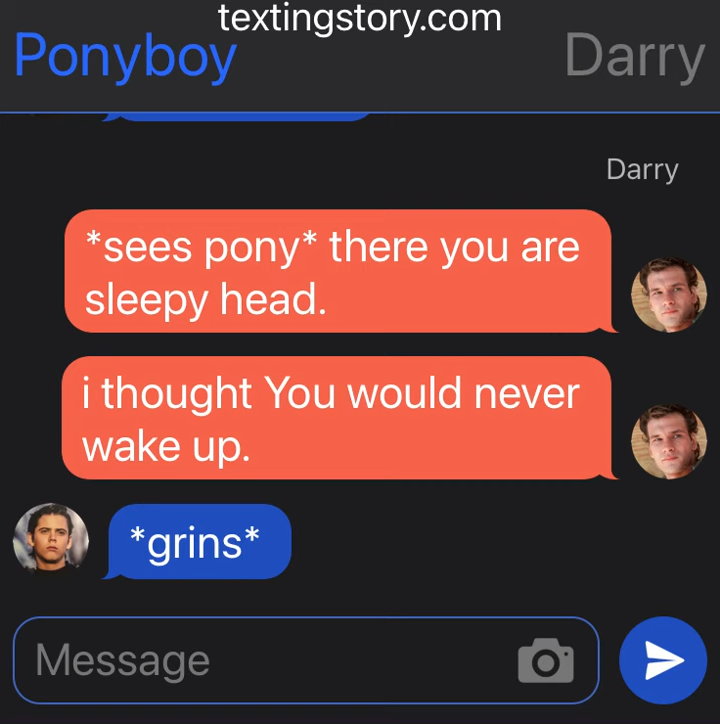 textingstory.com
Ponyboy
Darry
Darry
*sees pony* there you are
sleepy head.
i thought You would never
wake up.
*grins*
Message